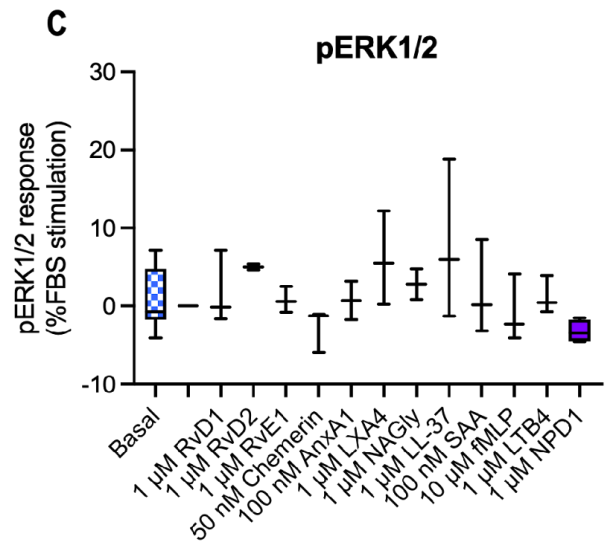 C
pERK1/2
pERK1/2 response
(%FBS stimulation)
30
20
10
0
-10
Basal
1 µM RvD1
1 µM RvD2
1 µM RvE1
50 nM Chemerin
100 nM AnxA1
1 µM LXA4
1 µM NAGly
1 µM LL-37
100 nM SAA
10 µM fMLP
1 µM LTB4
1 µM NPD1